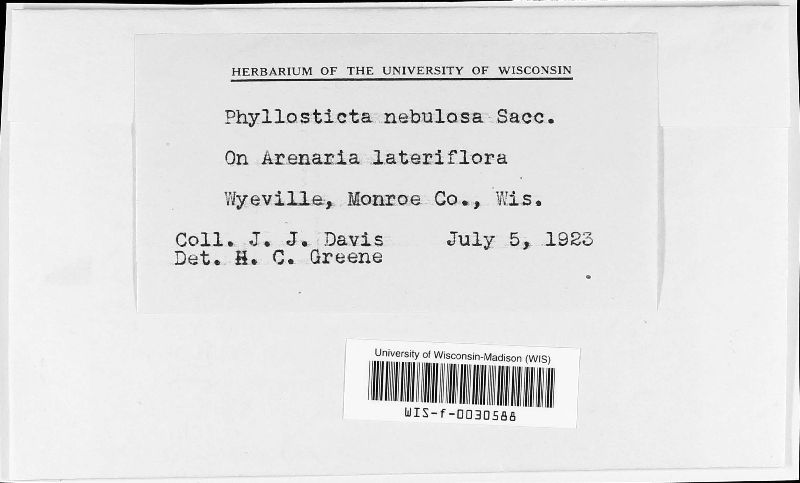 HERBARIUM OF THE UNIVERSITY OF WISCONSIN
Phyllosticta nebulosa Sacc.
On Arenaria lateriflora
Wyeville, Monroe Co., Wis.
Coll. J. J. Davis July 5, 1923
Det. H. C. Greene
University of Wisconsin-Madison (WIS)
WIS-f-0030588